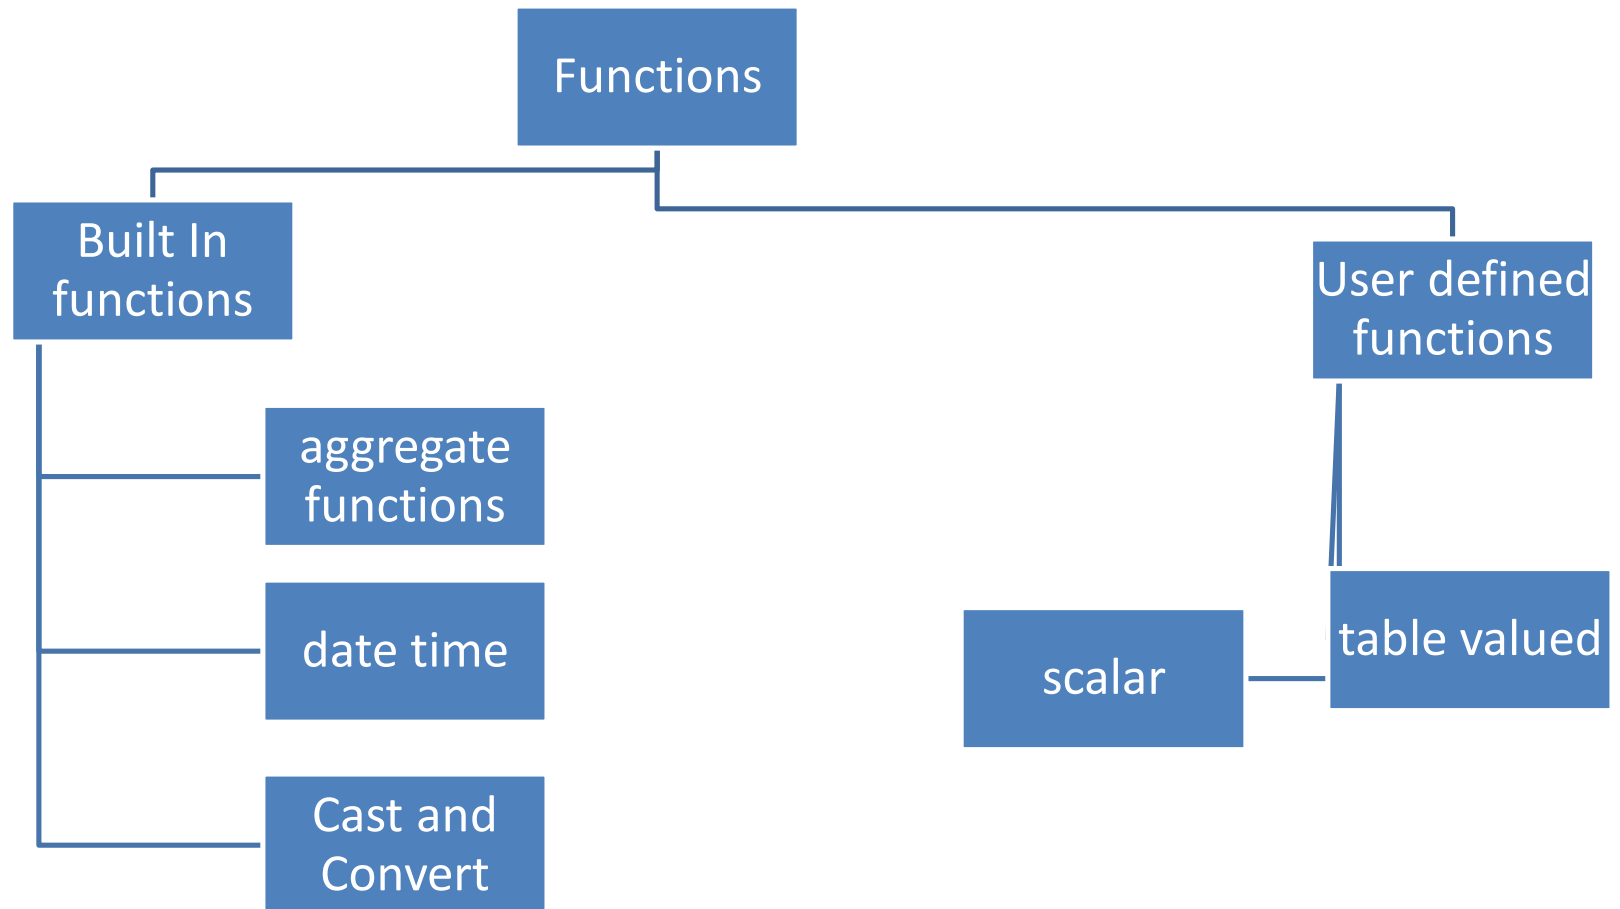 Functions
Built In
functions
User defined
functions
aggregate
functions
date time
scalar
table valued
Cast and
Convert